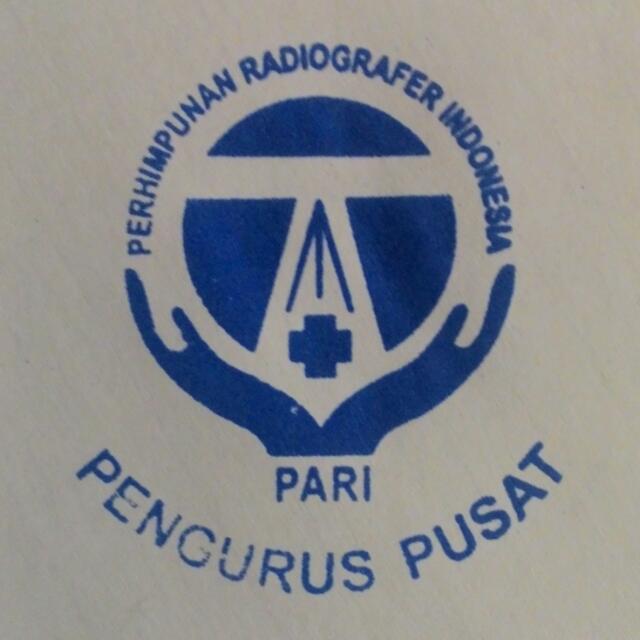 PERHIMPUNAN RADIOGRAFER INDONESIA
PARI
PENGURUS PUSAT